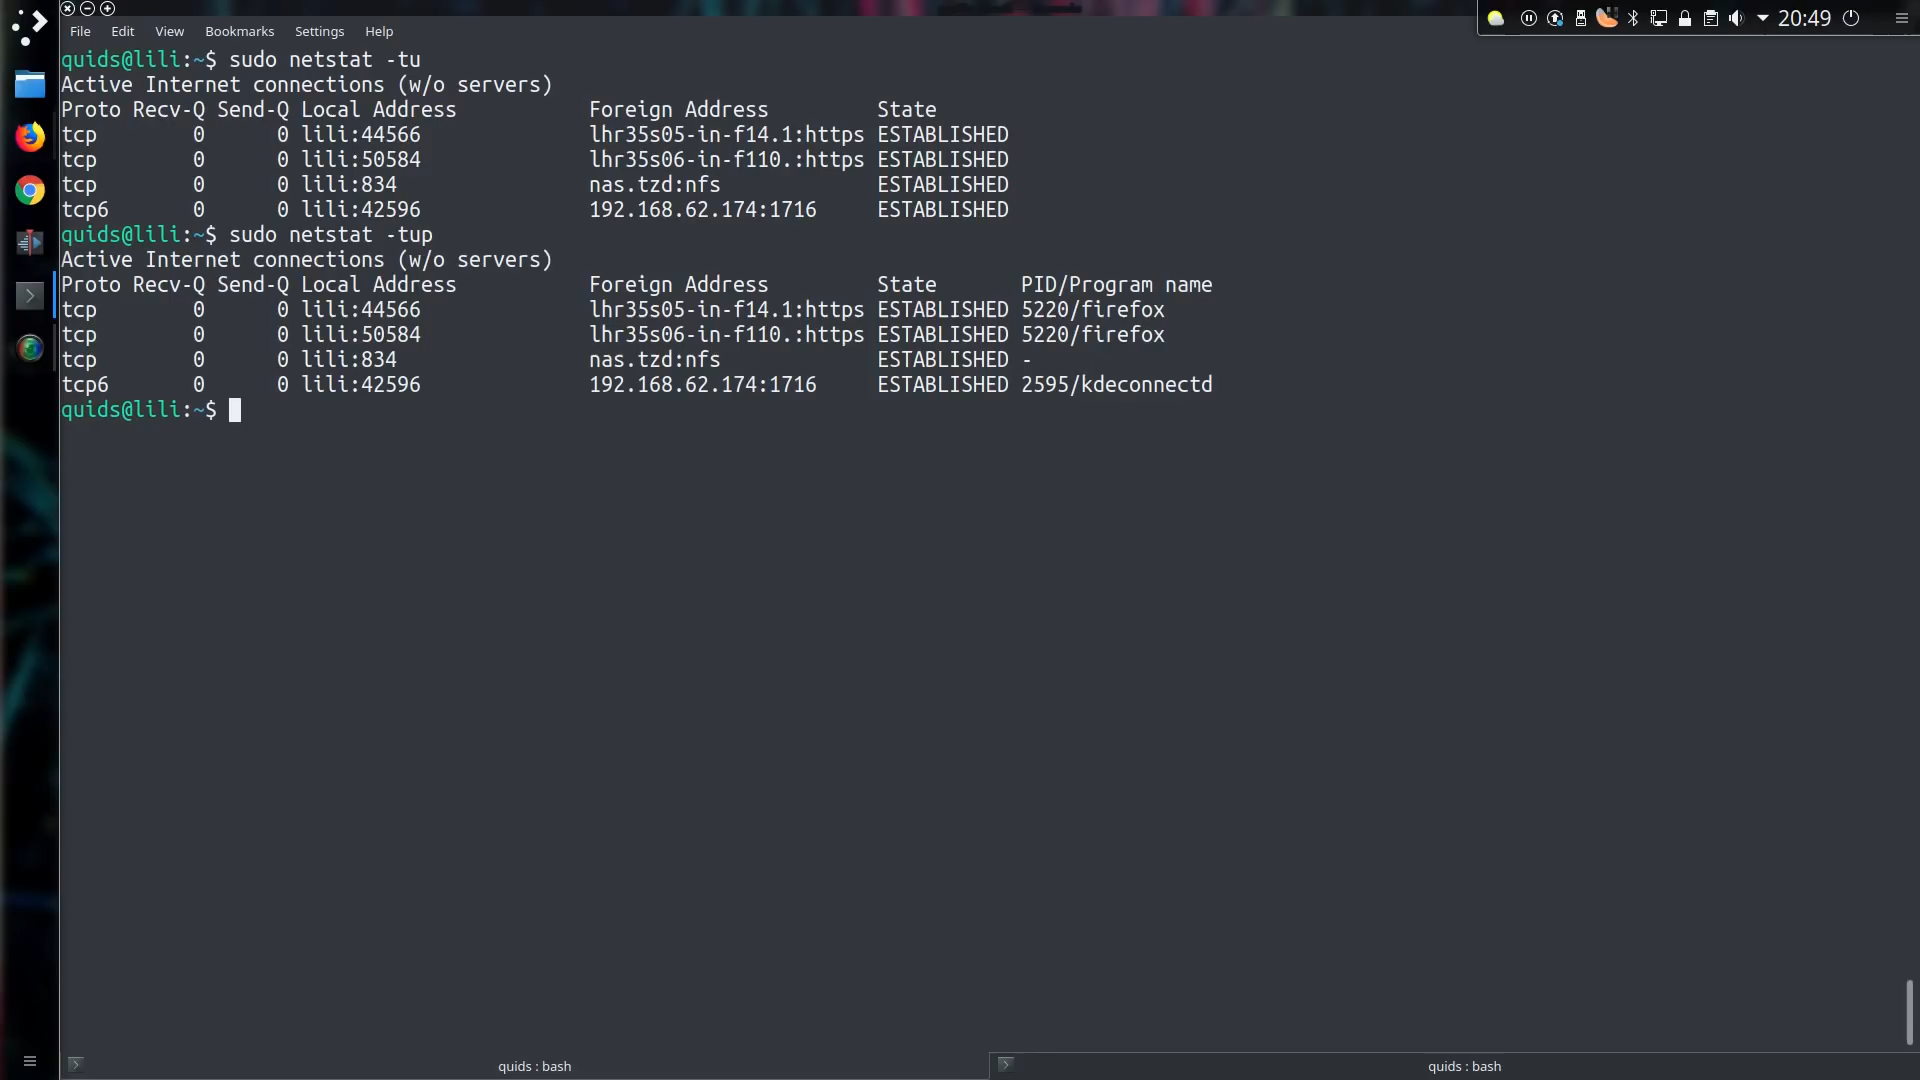 File Edit View Bookmarks Settings Help
20:49
quids@lili:~$ sudo netstat -tu
Active Internet connections (w/o servers)
Proto Recv-Q Send-Q Local Address           Foreign Address         State
tcp        0      0 lili:44566              lhr35s05-in-f14.1:https ESTABLISHED
tcp        0      0 lili:50584              lhr35s06-in-f110.:https ESTABLISHED
tcp        0      0 lili:834                nas.tzd:nfs             ESTABLISHED
tcp6       0      0 lili:42596              192.168.62.174:1716     ESTABLISHED
quids@lili:~$ sudo netstat -tup
Active Internet connections (w/o servers)
Proto Recv-Q Send-Q Local Address           Foreign Address         State       PID/Program name
tcp        0      0 lili:44566              lhr35s05-in-f14.1:https ESTABLISHED 5220/firefox
tcp        0      0 lili:50584              lhr35s06-in-f110.:https ESTABLISHED 5220/firefox
tcp        0      0 lili:834                nas.tzd:nfs             ESTABLISHED -
tcp6       0      0 lili:42596              192.168.62.174:1716     ESTABLISHED 2595/kdeconnectd
quids@lili:~$
quids : bash
quids : bash